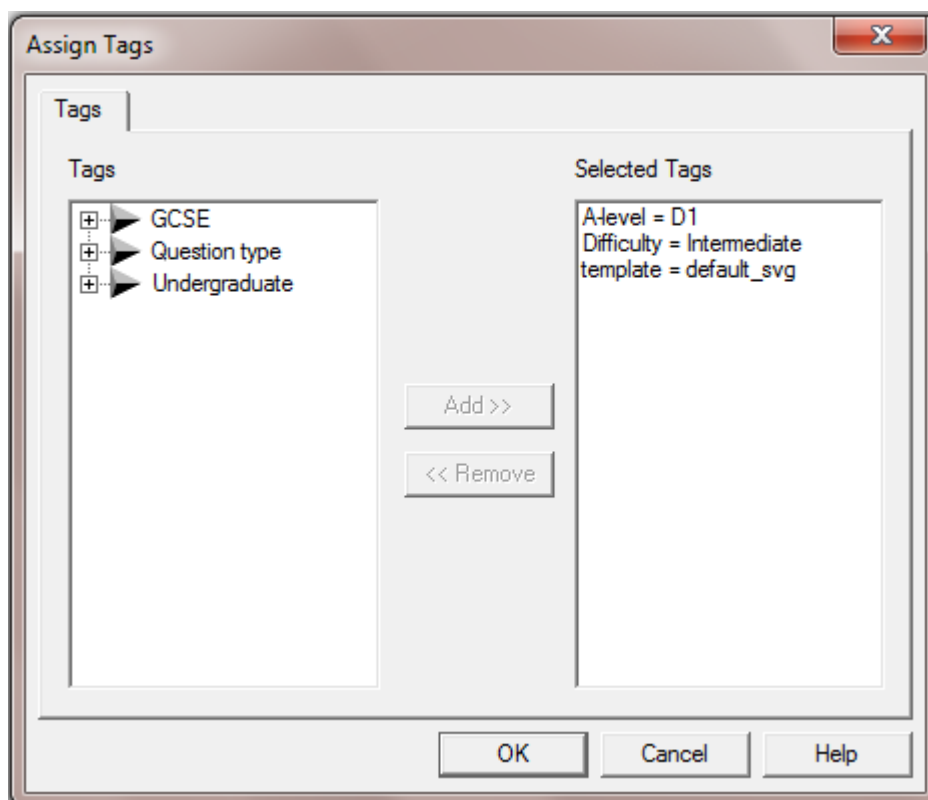 Assign Tags
Tags
Tags
GCSE
Question type
Undergraduate
Add >>
<< Remove
Selected Tags
A-level = D1
Difficulty = Intermediate
template = default_svg
OK
Cancel
Help